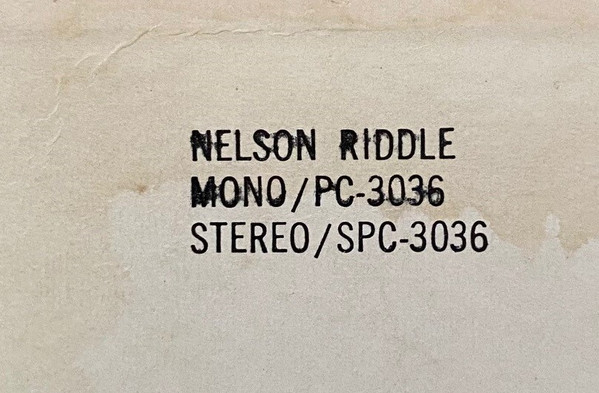 NELSON RIDDLE
MONO/PC-3036
STEREO/SPC-3036